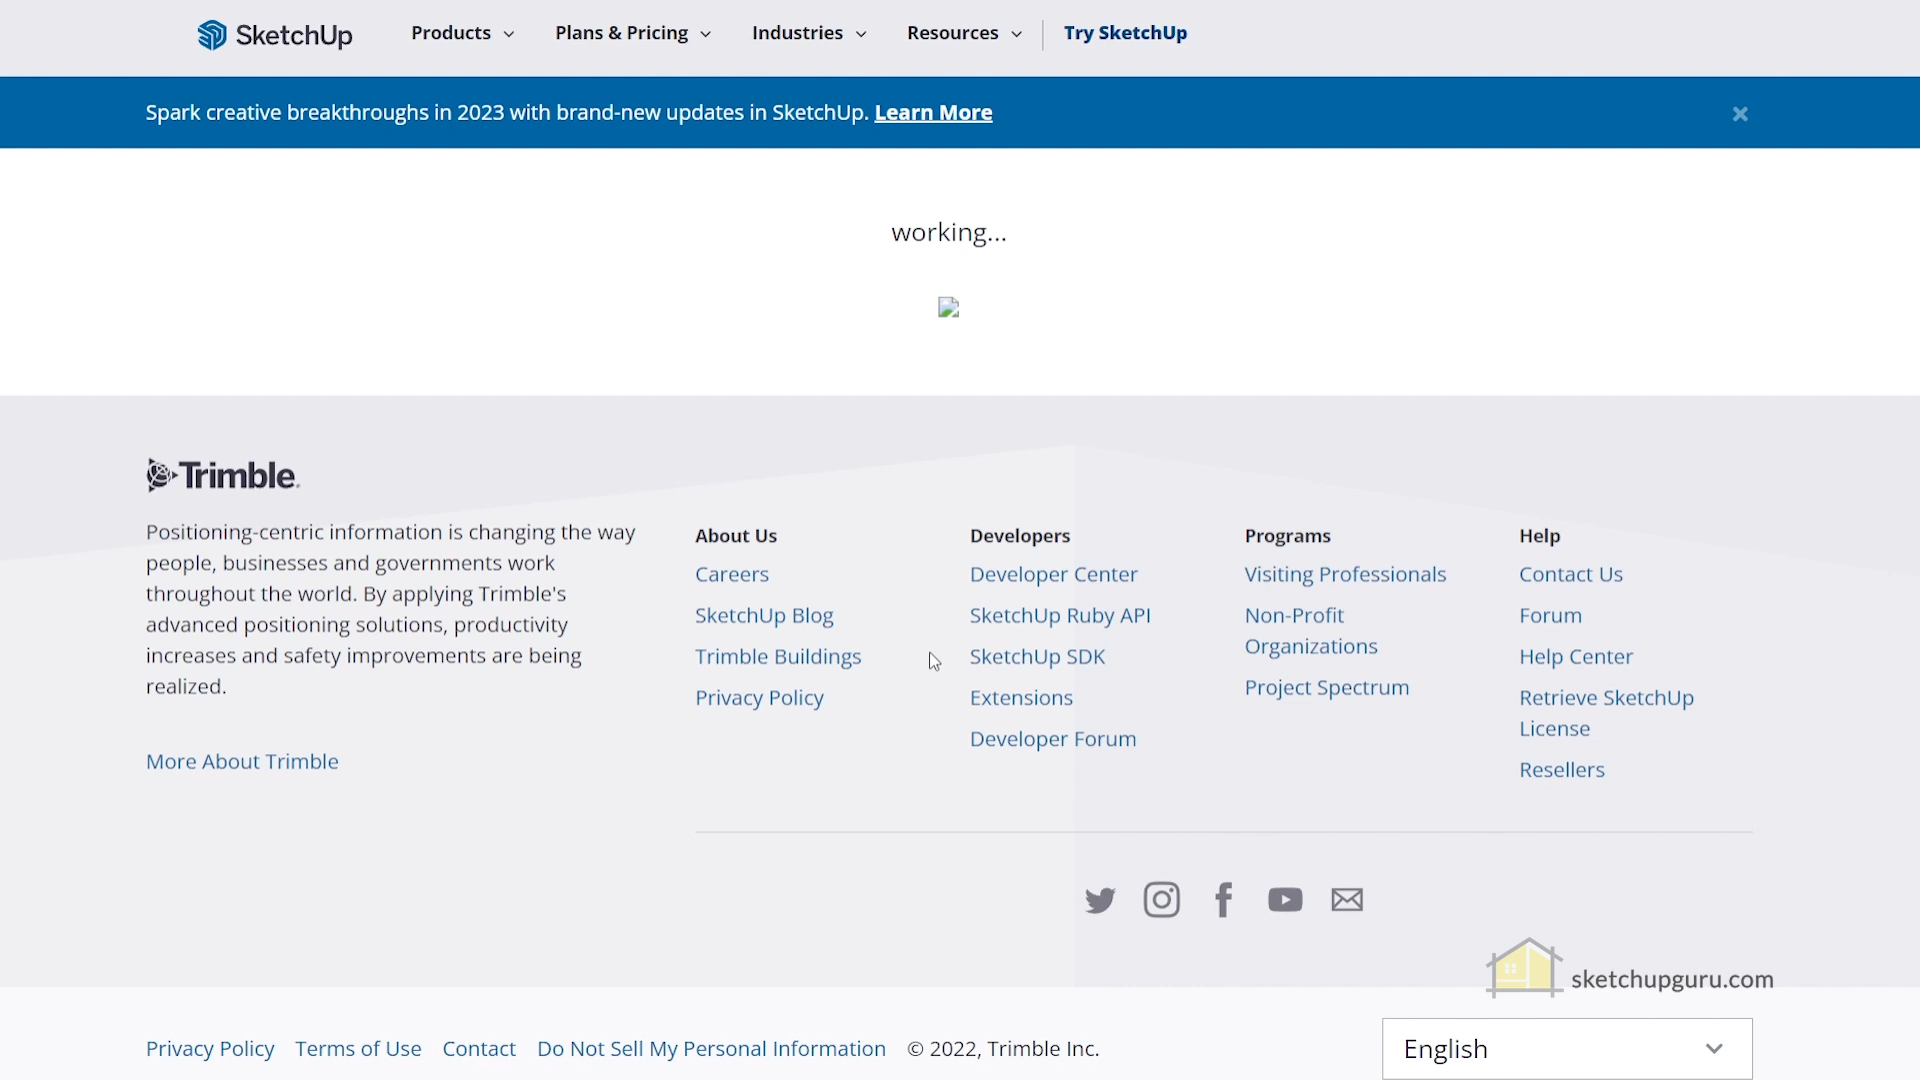 SketchUp Products Plans & Pricing Industries Resources Try SketchUp
Spark creative breakthroughs in 2023 with brand-new updates in SketchUp. Learn More
working...
Trimble
Positioning-centric information is changing the way
people, businesses and governments work
throughout the world. By applying Trimble's
advanced positioning solutions, productivity
increases and safety improvements are being
realized.
More About Trimble
About Us
Careers
SketchUp Blog
Trimble Buildings
Privacy Policy
Developers
Developer Center
SketchUp Ruby API
SketchUp SDK
Extensions
Developer Forum
Programs
Visiting Professionals
Non-Profit
Organizations
Project Spectrum
Help
Contact Us
Forum
Help Center
Retrieve SketchUp
License
Resellers
sketchupguru.com
Privacy Policy Terms of Use Contact Do Not Sell My Personal Information © 2022, Trimble Inc.
English